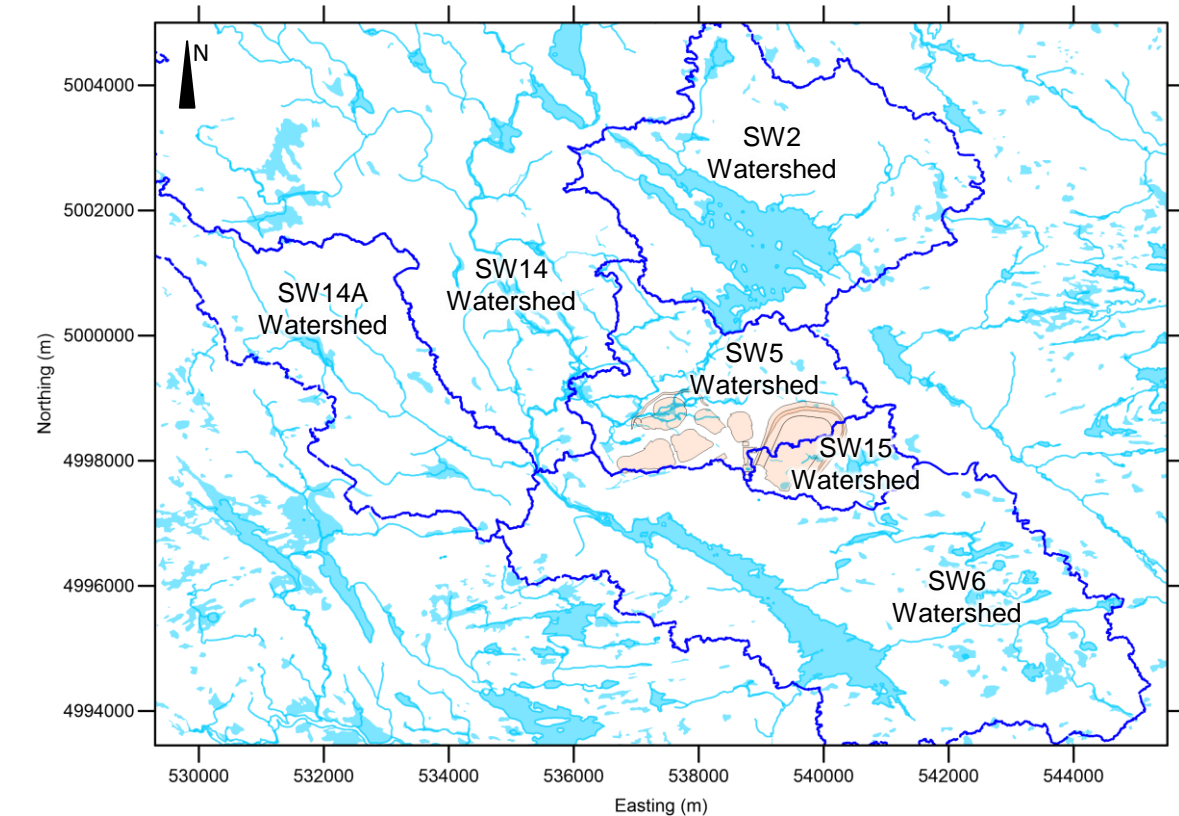 N
5004000
5002000
5000000
4998000
4996000
4994000
Northing (m)
SW2
Watershed
SW14
Watershed
SW14A
Watershed
SW5
Watershed
SW15
Watershed
SW6
Watershed
530000
532000
534000
536000
538000
540000
542000
544000
Easting (m)